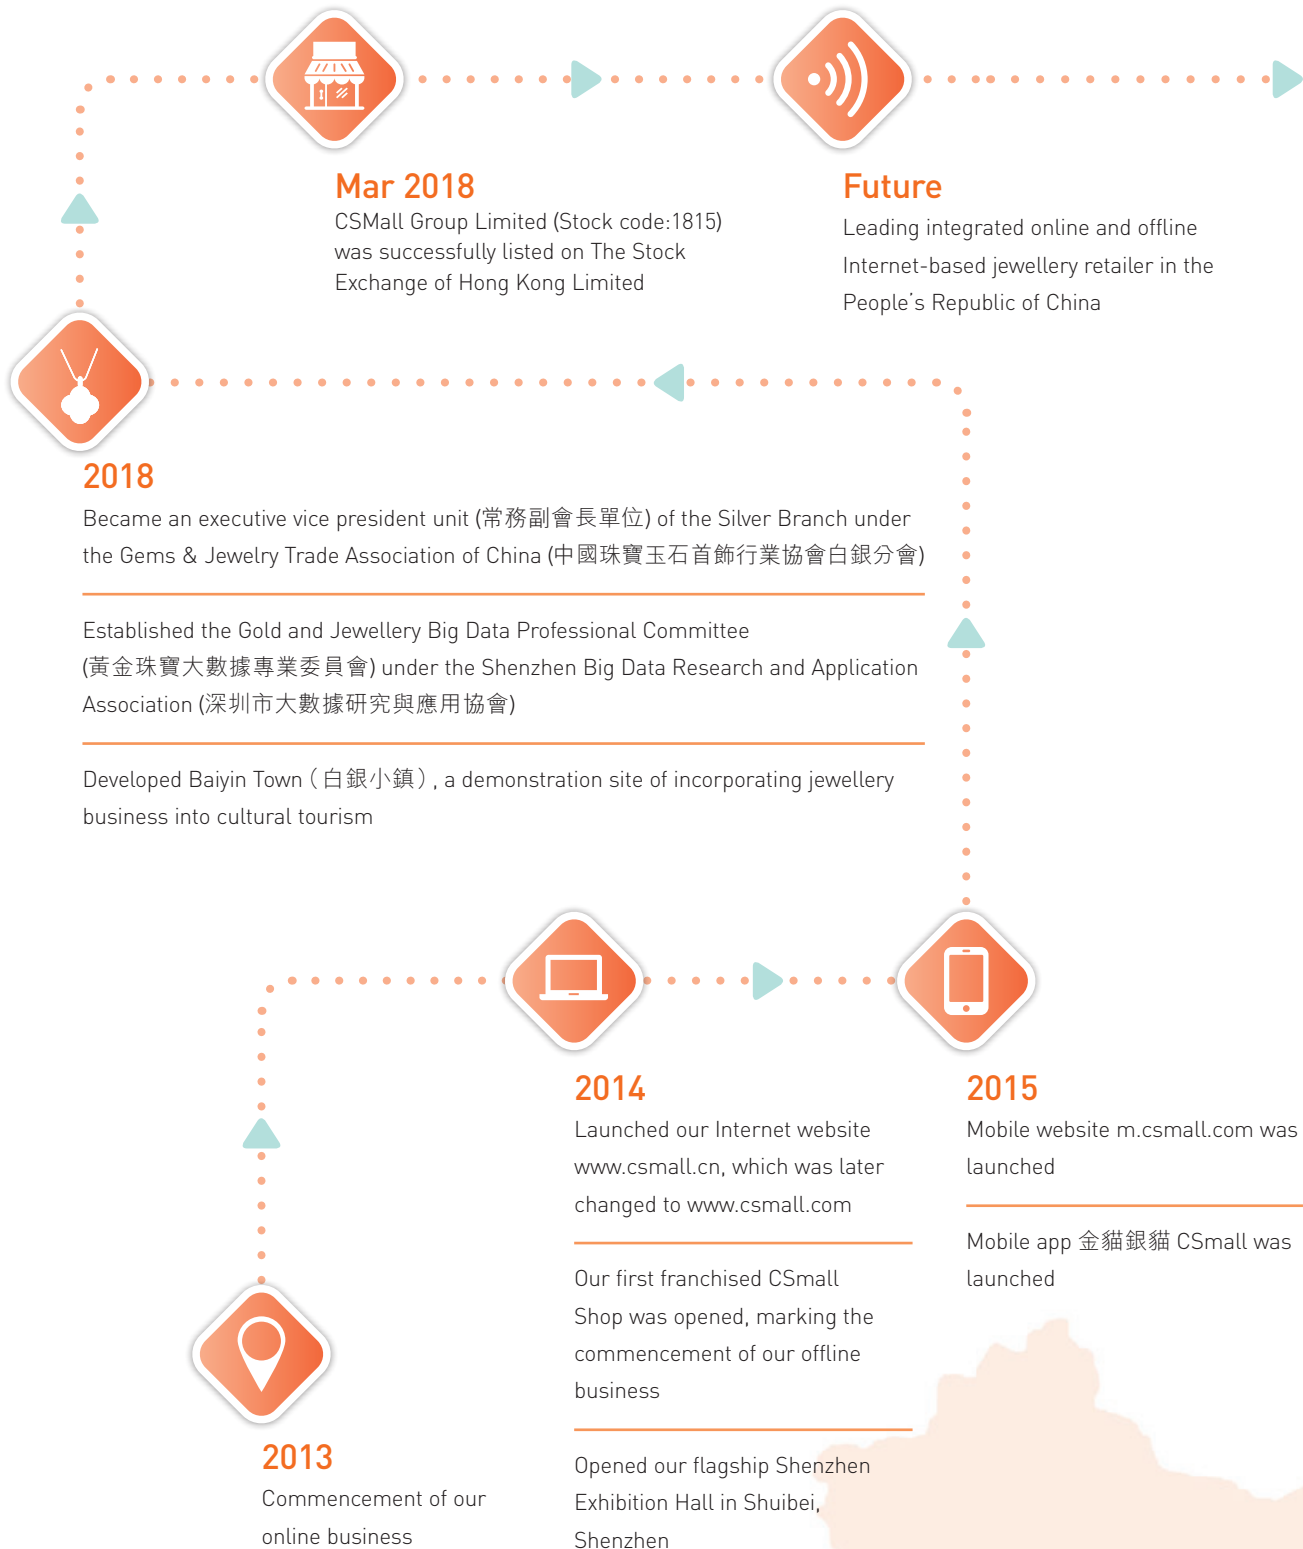 Mar 2018
CSMall Group Limited (Stock code:1815)
was successfully listed on The Stock
Exchange of Hong Kong Limited
Future
Leading integrated online and offline
Internet-based jewellery retailer in the
People's Republic of China
2018
Became an executive vice president unit (常務副會長單位) of the Silver Branch under
the Gems & Jewelry Trade Association of China (中國珠寶玉石首飾行業協會白銀分會)
Established the Gold and Jewellery Big Data Professional Committee
(黃金珠寶大數據專業委員會) under the Shenzhen Big Data Research and Application
Association (深圳市大數據研究與應用協會)
Developed Baiyin Town（白銀小鎮）, a demonstration site of incorporating jewellery
business into cultural tourism
2014
Launched our Internet website
www.csmall.cn, which was later
changed to www.csmall.com
Our first franchised CSmall
Shop was opened, marking the
commencement of our offline
business
Opened our flagship Shenzhen
Exhibition Hall in Shuibei,
Shenzhen
2015
Mobile website m.csmall.com was
launched
Mobile app 金貓銀貓 CSmall was
launched
2013
Commencement of our
online business